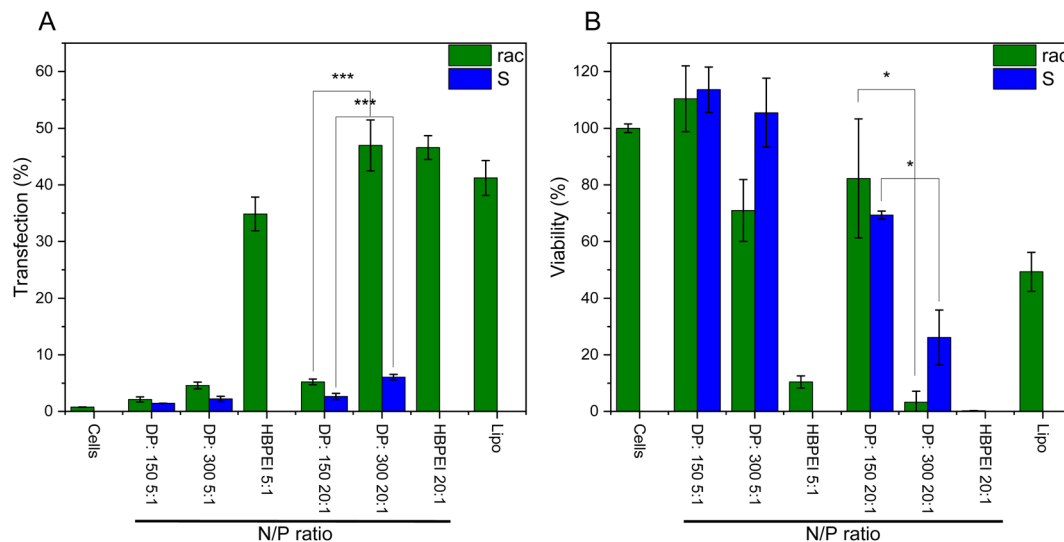 A
rac
S
Transfection (%)
60
50
40
30
20
10
0
***
***
Cells
DP: 150 5:1
DP: 300 5:1
HBPEI 5:1
DP: 150 20:1
DP: 300 20:1
HBPEI 20:1
Lipo
N/P ratio
B
rac
S
Viability (%)
120
100
80
60
40
20
0
*
*
Cells
DP: 150 5:1
DP: 300 5:1
HBPEI 5:1
DP: 150 20:1
DP: 300 20:1
HBPEI 20:1
Lipo
N/P ratio